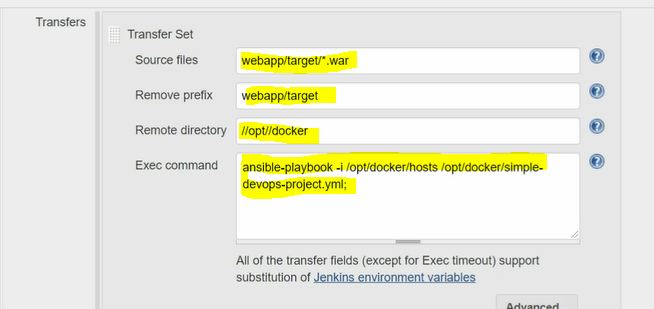 Transfers
Transfer Set
Source files
webapp/target/*.war
Remove prefix
webapp/target
Remote directory
//opt//docker
Exec command
ansible-playbook -i /opt/docker/hosts /opt/docker/simple-
devops-project.yml;
All of the transfer fields (except for Exec timeout) support
substitution of Jenkins environment variables
Advanced...